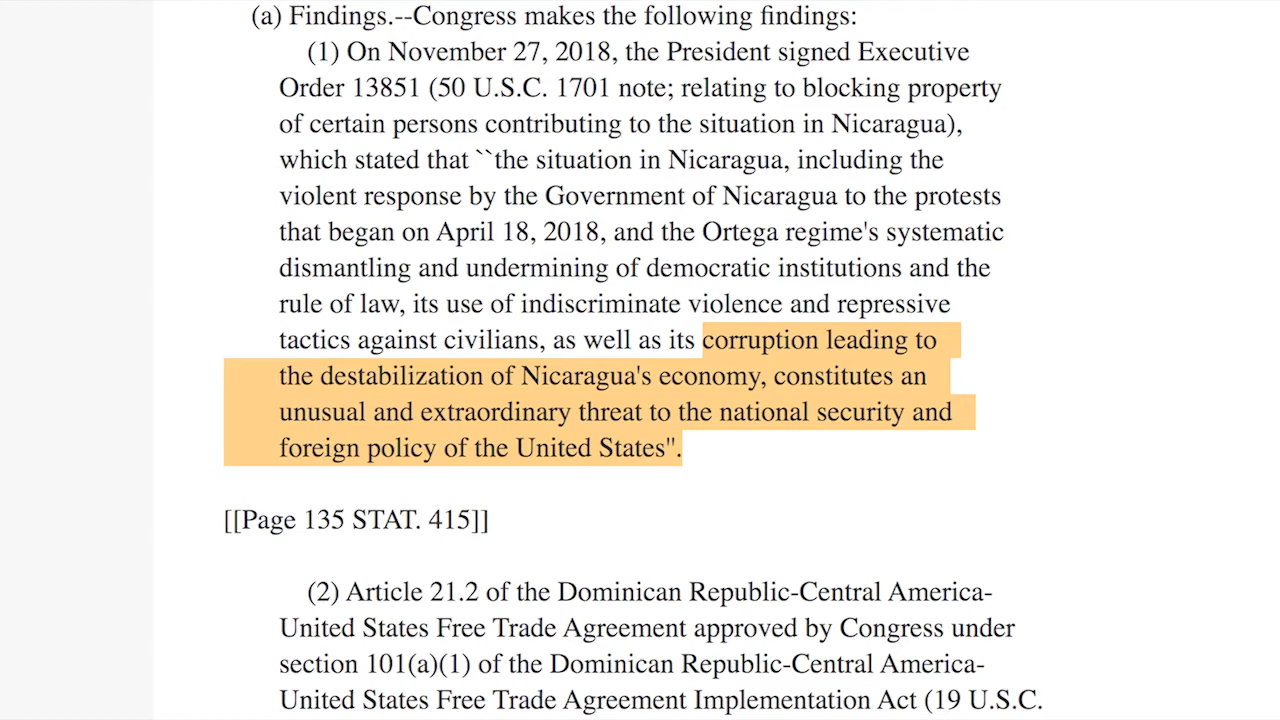 (a) Findings.--Congress makes the following findings:
(1) On November 27, 2018, the President signed Executive
Order 13851 (50 U.S.C. 1701 note; relating to blocking property
of certain persons contributing to the situation in Nicaragua),
which stated that ``the situation in Nicaragua, including the
violent response by the Government of Nicaragua to the protests
that began on April 18, 2018, and the Ortega regime's systematic
dismantling and undermining of democratic institutions and the
rule of law, its use of indiscriminate violence and repressive
tactics against civilians, as well as its corruption leading to
the destabilization of Nicaragua's economy, constitutes an
unusual and extraordinary threat to the national security and
foreign policy of the United States''.
[[Page 135 STAT. 415]]
(2) Article 21.2 of the Dominican Republic-Central America-
United States Free Trade Agreement approved by Congress under
section 101(a)(1) of the Dominican Republic-Central America-
United States Free Trade Agreement Implementation Act (19 U.S.C.